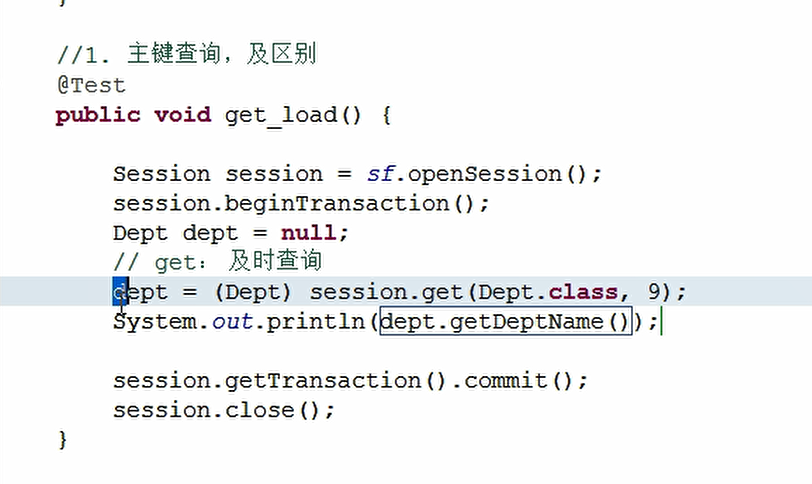 }
//1. 主键查询，及区别
@Test
public void get_load() {
Session session = sf.openSession();
session.beginTransaction();
Dept dept = null;
// get： 及时查询
dept = (Dept) session.get(Dept.class, 9);
System.out.println(dept.getDeptName());
session.getTransaction().commit();
session.close();
}